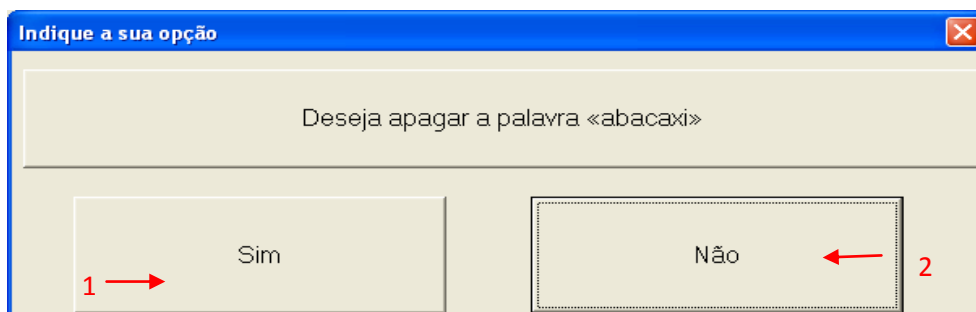 Indique a sua opção
Deseja apagar a palavra «abacaxi»
Sim
Não
1
2